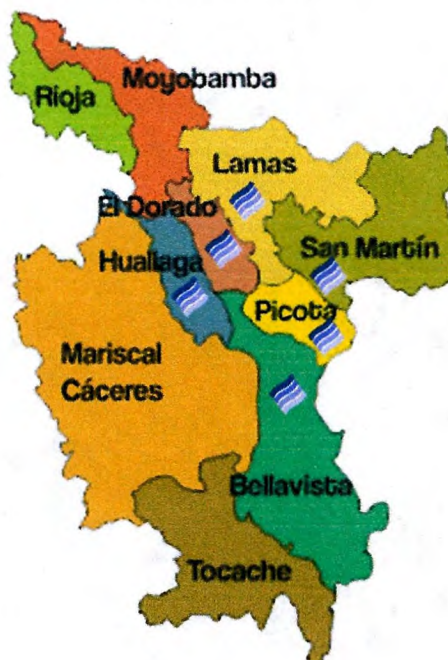 Moyobamba
Rioja
Lamas
El Dorado
San Martín
Huallaga
Picota
Mariscal
Cáceres
Bellavista
Tocache